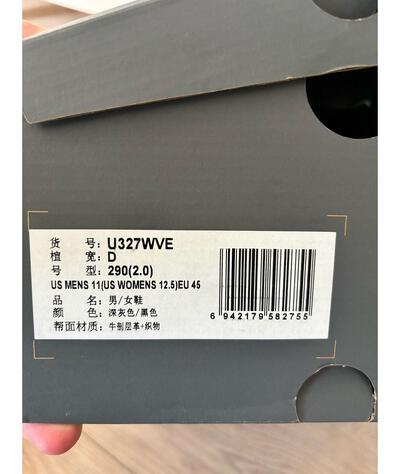 货 号: U327WVE
楦 宽: D
号 型: 290(2.0)
US MENS 11(US WOMENS 12.5)EU 45
品 名: 男/女鞋
颜 色: 深灰色/黑色
帮面材质: 牛剖层革+织物
6 942179 582755